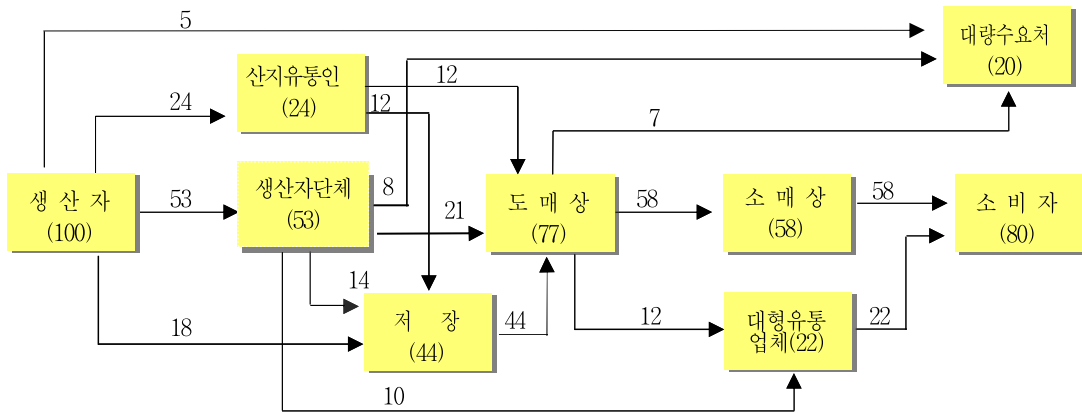 5
대량수요처
(20)
산지유통인
(24)
12
12
24
7
생 산 자
(100)
53
생산자단체
(53)
8
21
도 매 상
(77)
58
소 매 상
(58)
58
소 비 자
(80)
14
18
저 장
(44)
44
12
대형유통
업체(22)
22
10